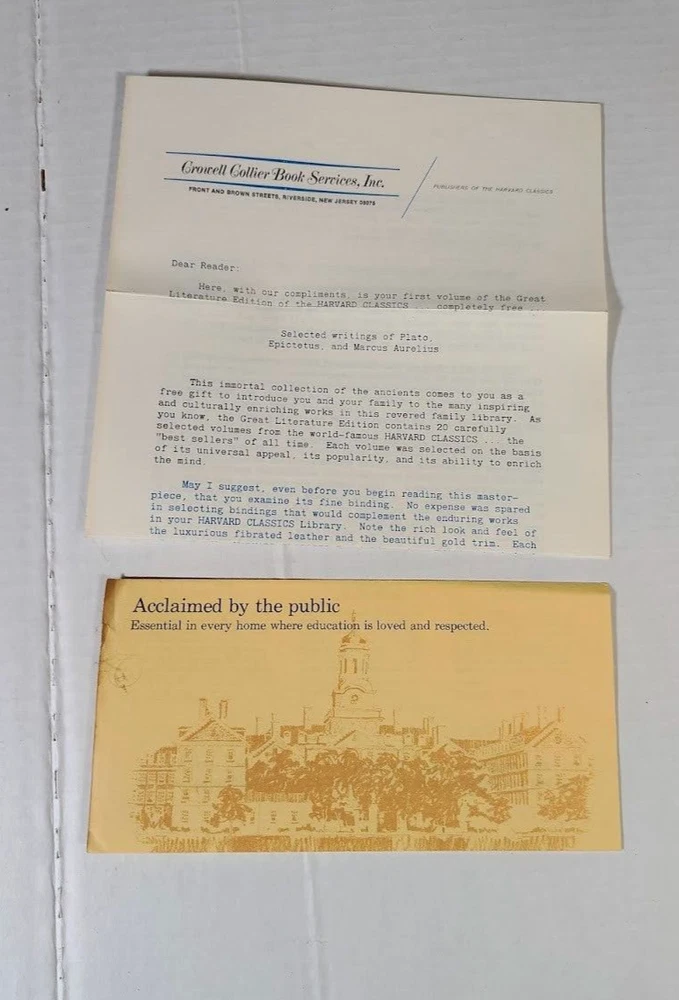 Crowell Collier Book Services, Inc.
FRONT AND BROWN STREETS, RIVERSIDE, NEW JERSEY 08075
PUBLISHERS OF THE HARVARD CLASSICS
Dear Reader:
Here, with our compliments, is your first volume of the Great
Literature Edition of the HARVARD CLASSICS ... completely free ...
Selected writings of Plato,
Epictetus, and Marcus Aurelius
This immortal collection of the ancients comes to you as a
free gift to introduce you and your family to the many inspiring
and culturally enriching works in this revered family library. As
you know, the Great Literature Edition contains 20 carefully
selected volumes from the world-famous HARVARD CLASSICS ... the
"best sellers" of all time. Each volume was selected on the basis
of its universal appeal, its popularity, and its ability to enrich
the mind.
May I suggest, even before you begin reading this master-
piece, that you examine its fine binding. No expense was spared
in selecting bindings that would complement the enduring works
in your HARVARD CLASSICS Library. Note the rich look and feel of
the luxurious fibrated leather and the beautiful gold trim. Each
Acclaimed by the public
Essential in every home where education is loved and respected.